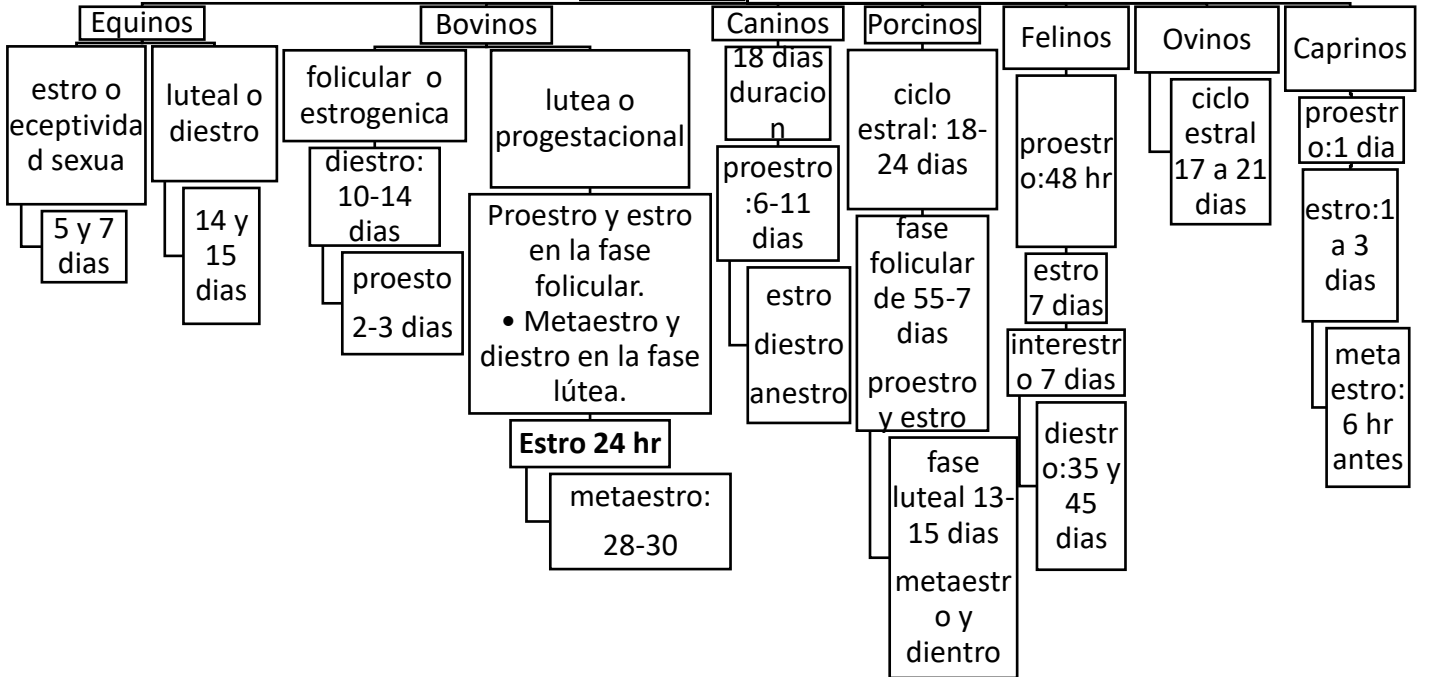 Equinos
estro o
eceptivida
d sexua
5 y 7
dias
luteal o
diestro
14 y
15
dias
Bovinos
folicular o
estrogenica
diestro:
10-14
dias
proesto
2-3 dias
lutea o
progestacional
Proestro y estro
en la fase
folicular.
• Metaestro y
diestro en la fase
lútea.
Estro 24 hr
metaestro:
28-30
Caninos
18 dias
duracio
n
proestro
:6-11
dias
estro
diestro
anestro
Porcinos
ciclo
estral: 18-
24 dias
fase
folicular
de 55-7
dias
proestro
y estro
fase
luteal 13-
15 dias
metaestr
o y
dientro
Felinos
proestr
o:48 hr
estro
7 dias
interestr
o 7 dias
diestr
o:35 y
45
dias
Ovinos
ciclo
estral
17 a 21
dias
Caprinos
proestr
o:1 dia
estro:1
a 3
dias
meta
estro:
6 hr
antes